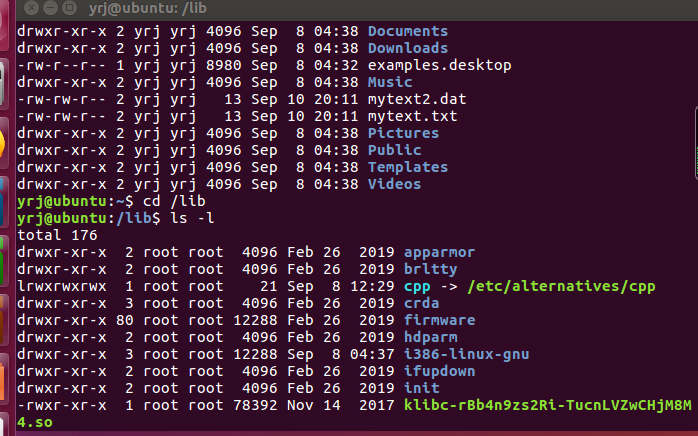 yrj@ubuntu: /lib
drwxr-xr-x 2 yrj yrj 4096 Sep  8 04:38 Documents
drwxr-xr-x 2 yrj yrj 4096 Sep  8 04:38 Downloads
-rw-r--r-- 1 yrj yrj 8980 Sep  8 04:32 examples.desktop
drwxr-xr-x 2 yrj yrj 4096 Sep  8 04:38 Music
-rw-rw-r-- 2 yrj yrj   13 Sep 10 20:11 mytext2.dat
-rw-rw-r-- 2 yrj yrj   13 Sep 10 20:11 mytext.txt
drwxr-xr-x 2 yrj yrj 4096 Sep  8 04:38 Pictures
drwxr-xr-x 2 yrj yrj 4096 Sep  8 04:38 Public
drwxr-xr-x 2 yrj yrj 4096 Sep  8 04:38 Templates
drwxr-xr-x 2 yrj yrj 4096 Sep  8 04:38 Videos
yrj@ubuntu:~$ cd /lib
yrj@ubuntu:/lib$ ls -l
total 176
drwxr-xr-x  2 root root  4096 Feb 26  2019 apparmor
drwxr-xr-x  2 root root  4096 Feb 26  2019 brltty
lrwxrwxrwx  1 root root    21 Sep  8 12:29 cpp -> /etc/alternatives/cpp
drwxr-xr-x  3 root root  4096 Feb 26  2019 crda
drwxr-xr-x 80 root root 12288 Feb 26  2019 firmware
drwxr-xr-x  2 root root  4096 Feb 26  2019 hdparm
drwxr-xr-x  3 root root 12288 Sep  8 04:37 i386-linux-gnu
drwxr-xr-x  2 root root  4096 Feb 26  2019 ifupdown
drwxr-xr-x  2 root root  4096 Feb 26  2019 init
-rwxr-xr-x  1 root root 78392 Nov 14  2017 klibc-rBb4n9zs2Ri-TucnLVZwCHjM8M
4.so